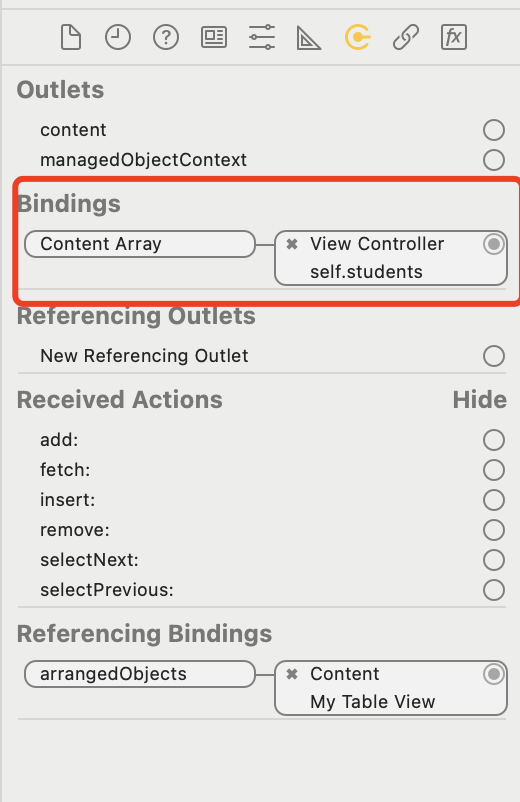 Outlets
content
managedObjectContext
Bindings
Content Array
✖ View Controller
self.students
Referencing Outlets
New Referencing Outlet
Received Actions Hide
add:
fetch:
insert:
remove:
selectNext:
selectPrevious:
Referencing Bindings
arrangedObjects
✖ Content
My Table View